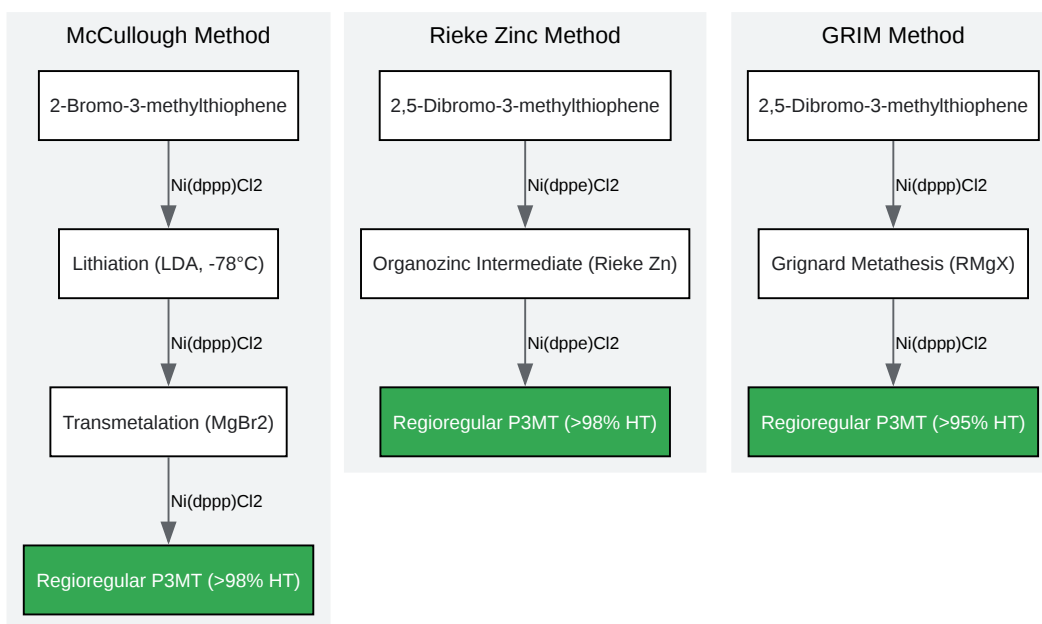 McCullough Method
2-Bromo-3-methylthiophene
Ni(dppp)Cl2
Lithiation (LDA, -78°C)
Ni(dppp)Cl2
Transmetalation (MgBr2)
Ni(dppp)Cl2
Regioregular P3MT (>98% HT)
Rieke Zinc Method
2,5-Dibromo-3-methylthiophene
Ni(dppe)Cl2
Organozinc Intermediate (Rieke Zn)
Ni(dppe)Cl2
Regioregular P3MT (>98% HT)
GRIM Method
2,5-Dibromo-3-methylthiophene
Ni(dppp)Cl2
Grignard Metathesis (RMgX)
Ni(dppp)Cl2
Regioregular P3MT (>95% HT)